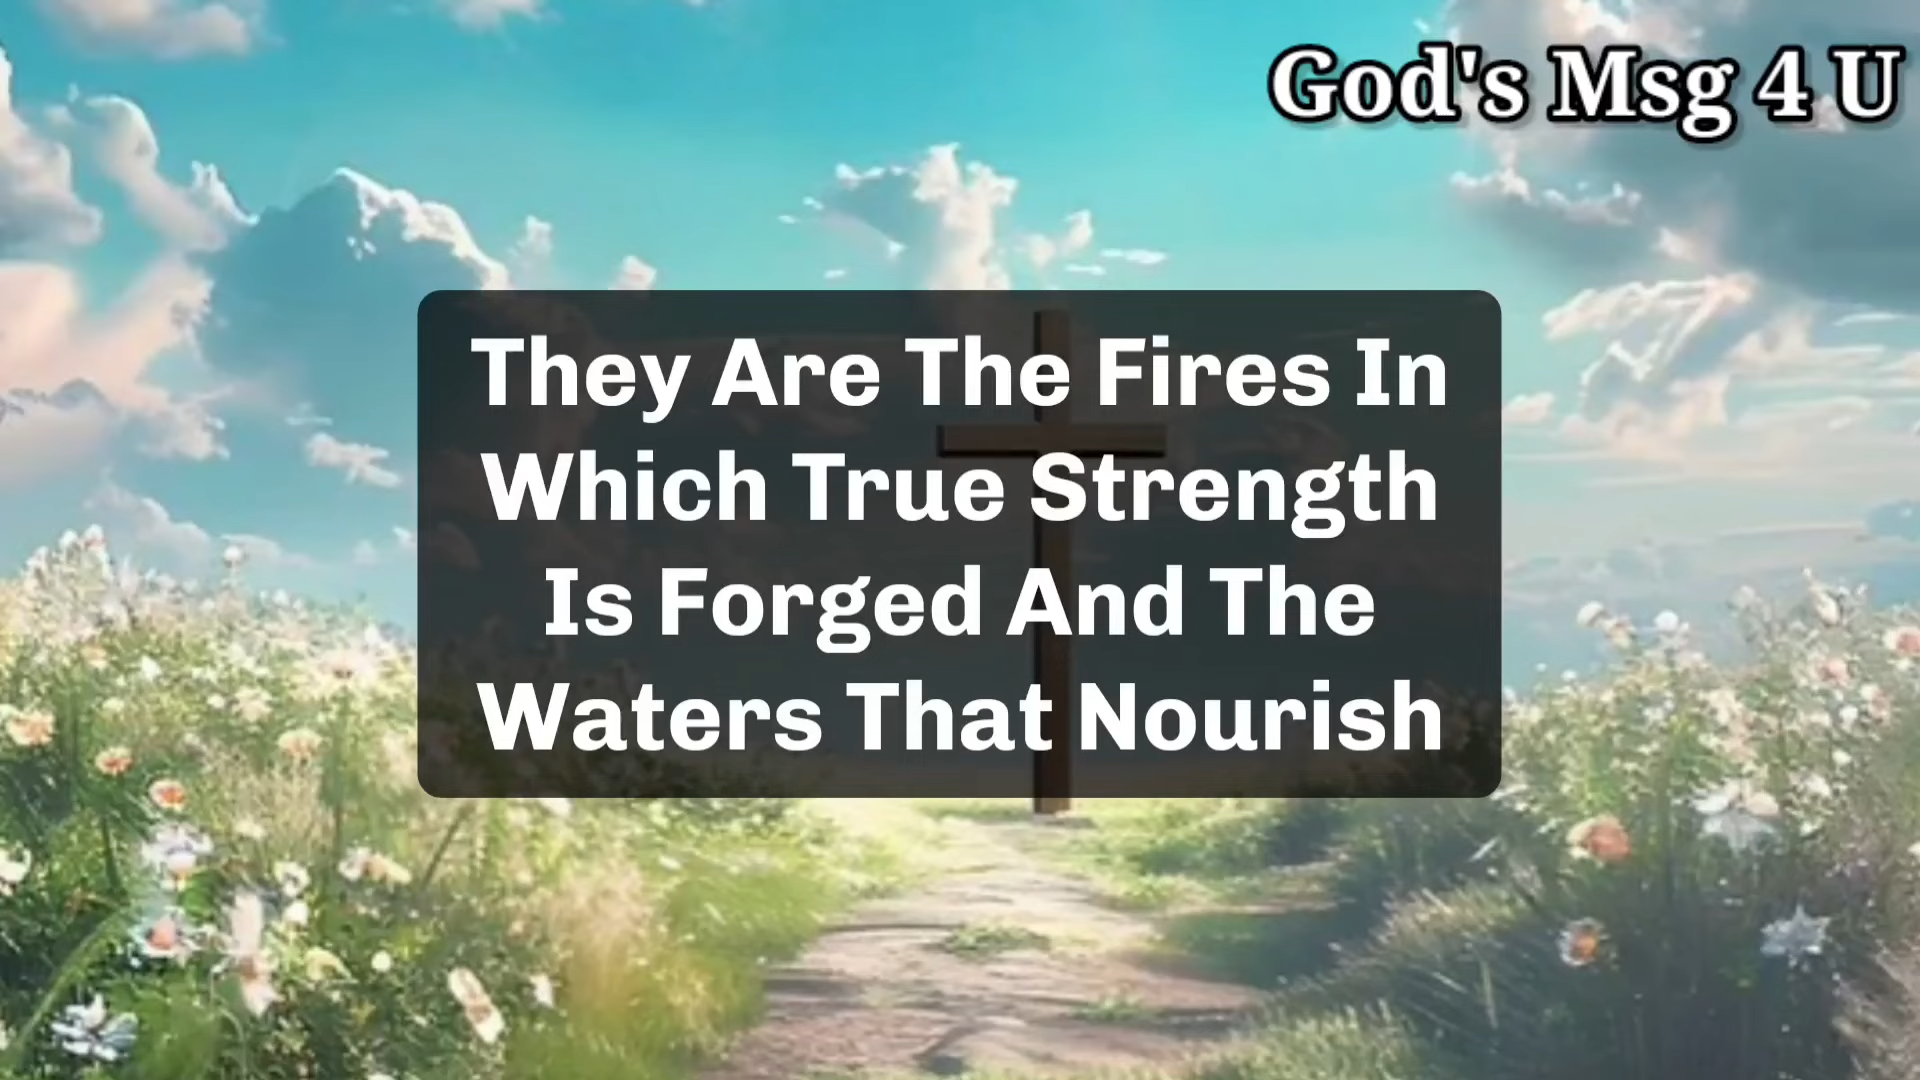 God's Msg 4 U
They Are The Fires In
Which True Strength
Is Forged And The
Waters That Nourish